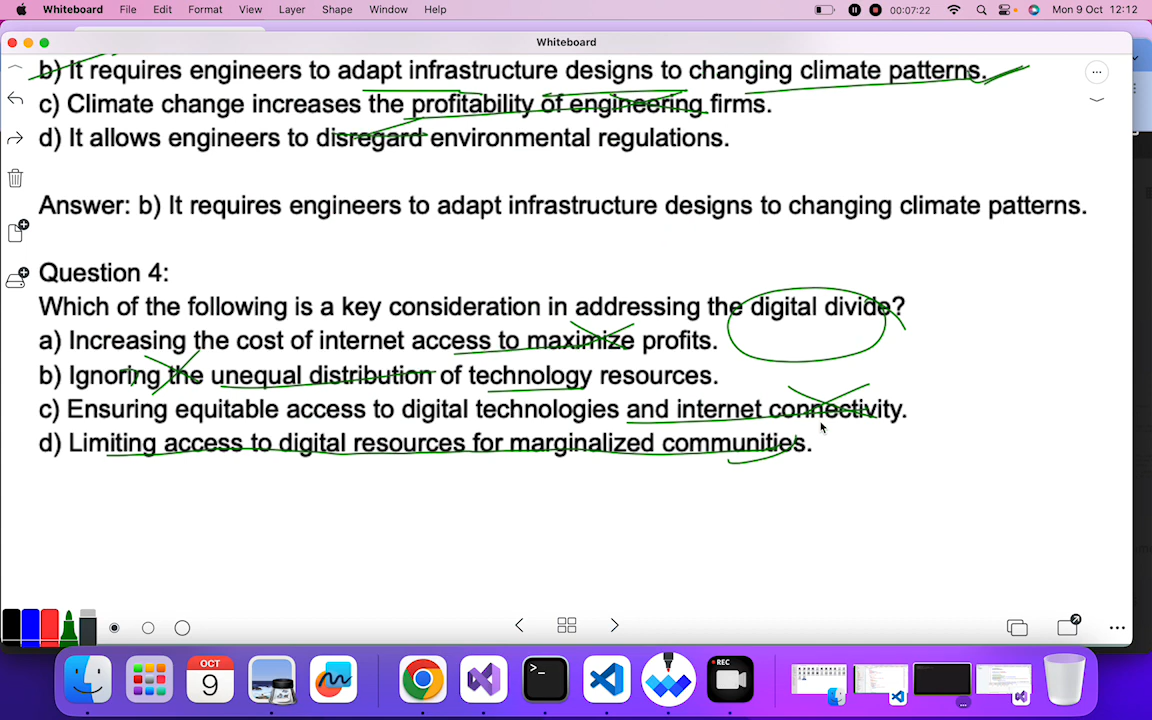 Whiteboard File Edit Format View Layer Shape Window Help 00:07:22 Mon 9 Oct 12:12
Whiteboard
b) It requires engineers to adapt infrastructure designs to changing climate patterns.
c) Climate change increases the profitability of engineering firms.
d) It allows engineers to disregard environmental regulations.
Answer: b) It requires engineers to adapt infrastructure designs to changing climate patterns.
Question 4:
Which of the following is a key consideration in addressing the digital divide?
a) Increasing the cost of internet access to maximize profits.
b) Ignoring the unequal distribution of technology resources.
c) Ensuring equitable access to digital technologies and internet connectivity.
d) Limiting access to digital resources for marginalized communities.
OCT
9
REC